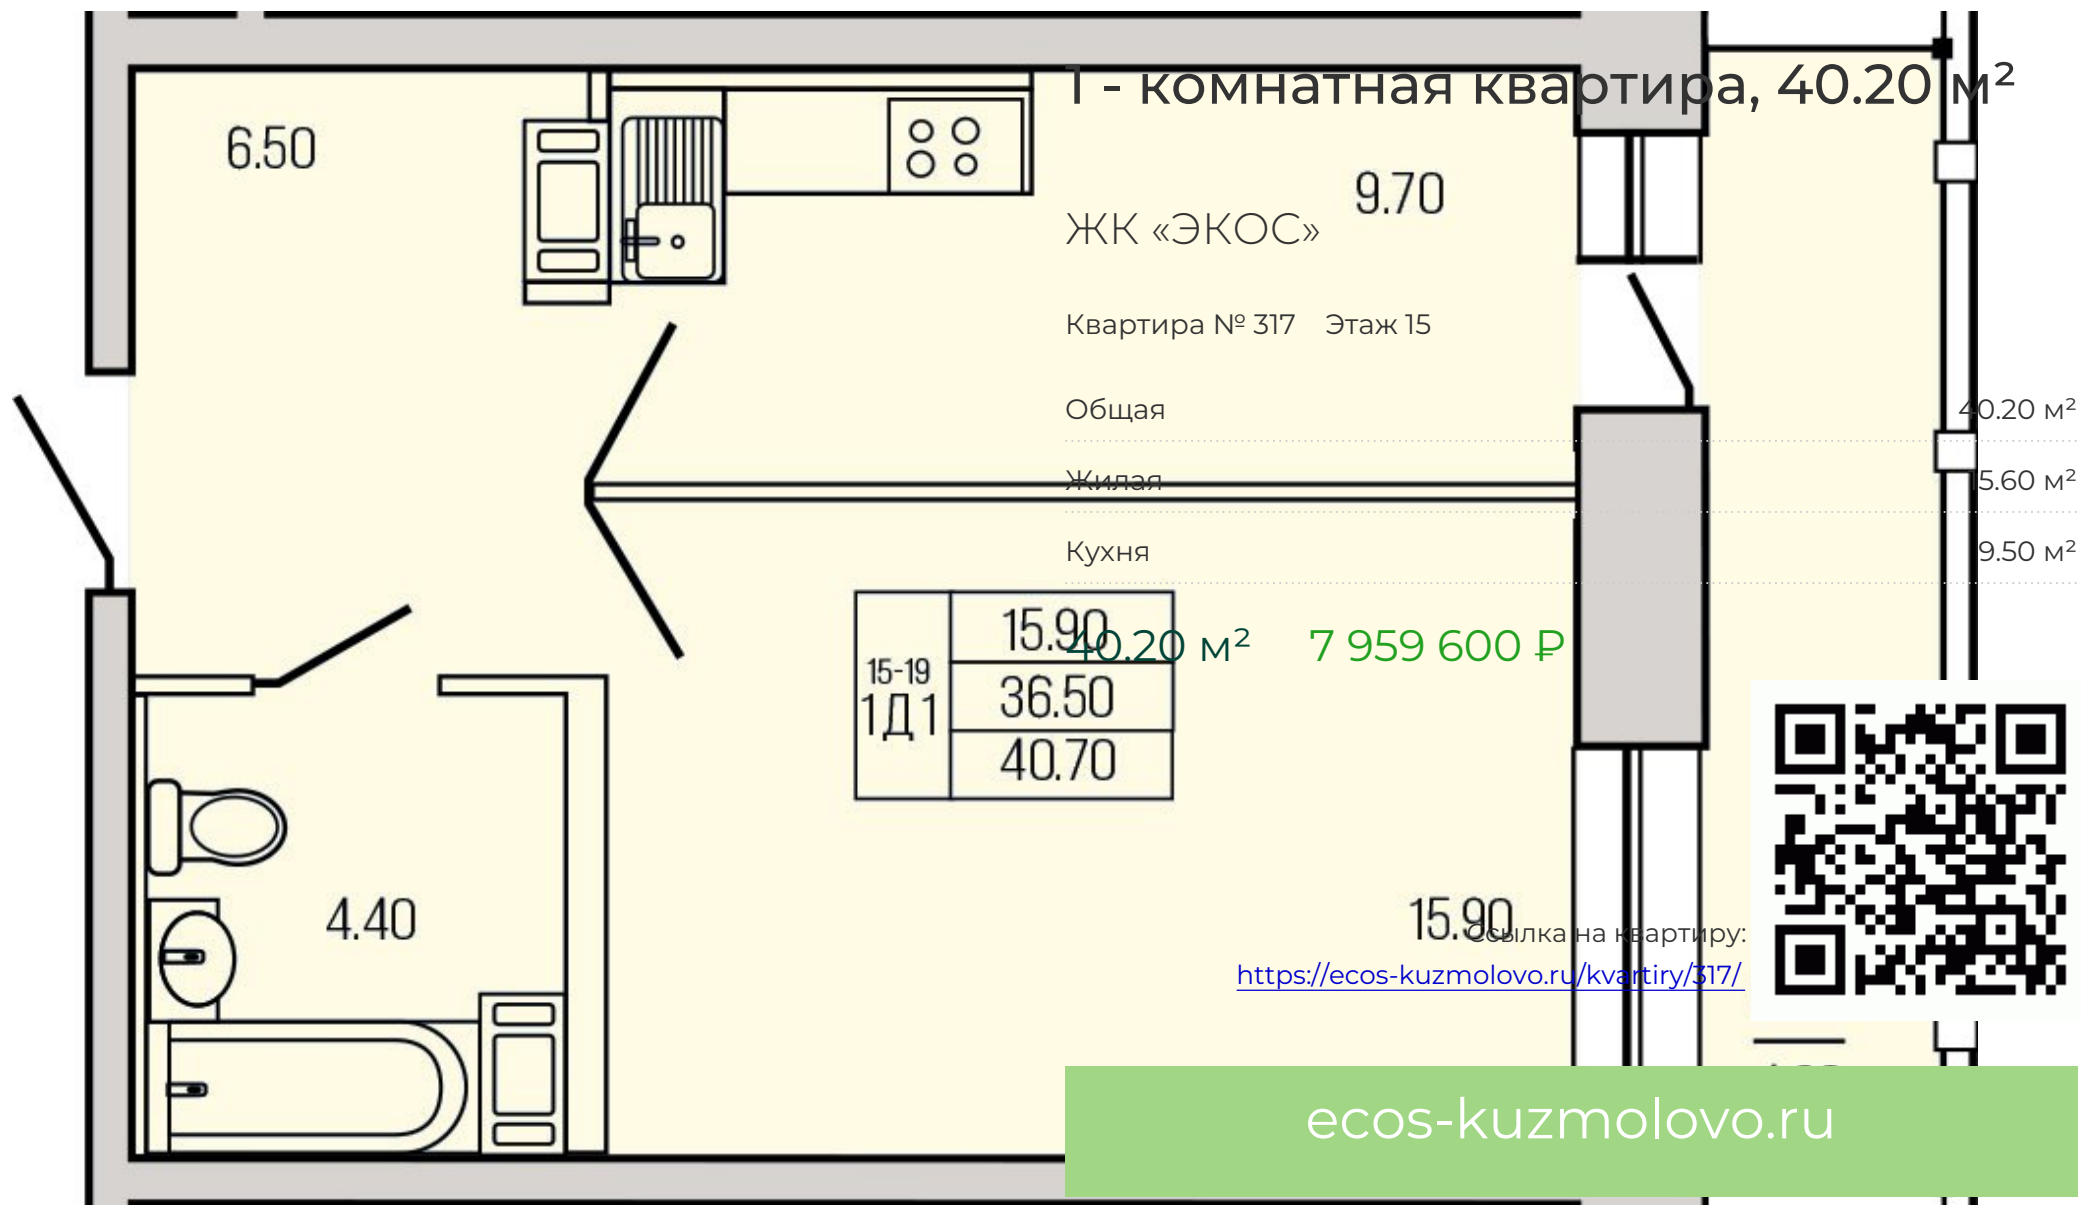 1 - комнатная квартира, 40.20 м²
6.50
9.70
ЖК «ЭКОС»
Квартира № 317 Этаж 15
Общая 40.20 м²
Жилая 5.60 м²
Кухня 9.50 м²
15.90
40.20 м² 7 959 600 ₽
15-19
1Д1
36.50
40.70
4.40
15.90
Ссылка на квартиру:
https://ecos-kuzmolovo.ru/kvartiry/317/
ecos-kuzmolovo.ru